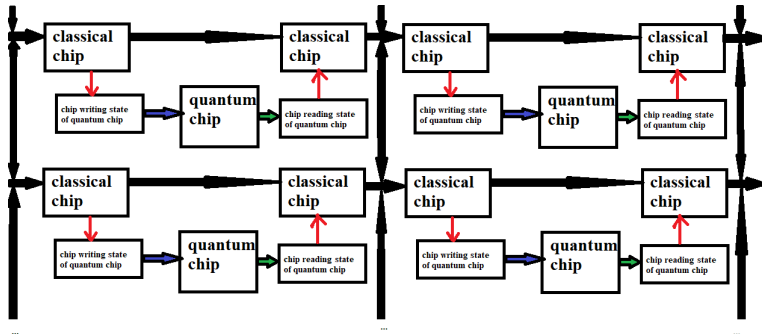 classical chip
classical chip
classical chip
classical chip
chip writing state of quantum chip
quantum chip
chip reading state of quantum chip
chip writing state of quantum chip
quantum chip
chip reading state of quantum chip
classical chip
classical chip
classical chip
classical chip
chip writing state of quantum chip
quantum chip
chip reading state of quantum chip
chip writing state of quantum chip
quantum chip
chip reading state of quantum chip
...
...
...